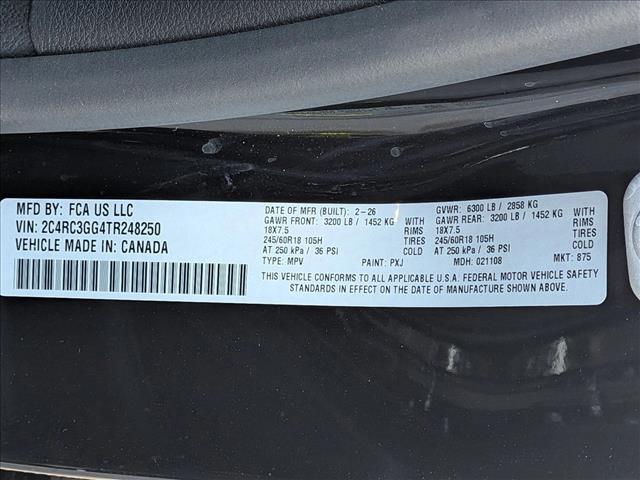 MFD BY: FCA US LLC
VIN: 2C4RC3GG4TR248250
VEHICLE MADE IN: CANADA
DATE OF MFR (BUILT): 2-26
GAWR FRONT: 3200 LB / 1452 KG WITH
18X7.5 RIMS
245/60R18 105H TIRES
AT 250 kPa / 36 PSI COLD
TYPE: MPV PAINT: PXJ
GVWR: 6300 LB / 2858 KG
GAWR REAR: 3200 LB / 1452 KG WITH
18X7.5 RIMS
245/60R18 105H TIRES
AT 250 kPa / 36 PSI COLD
MDH: 021108 MKT: 875
THIS VEHICLE CONFORMS TO ALL APPLICABLE U.S.A. FEDERAL MOTOR VEHICLE SAFETY
STANDARDS IN EFFECT ON THE DATE OF MANUFACTURE SHOWN ABOVE.